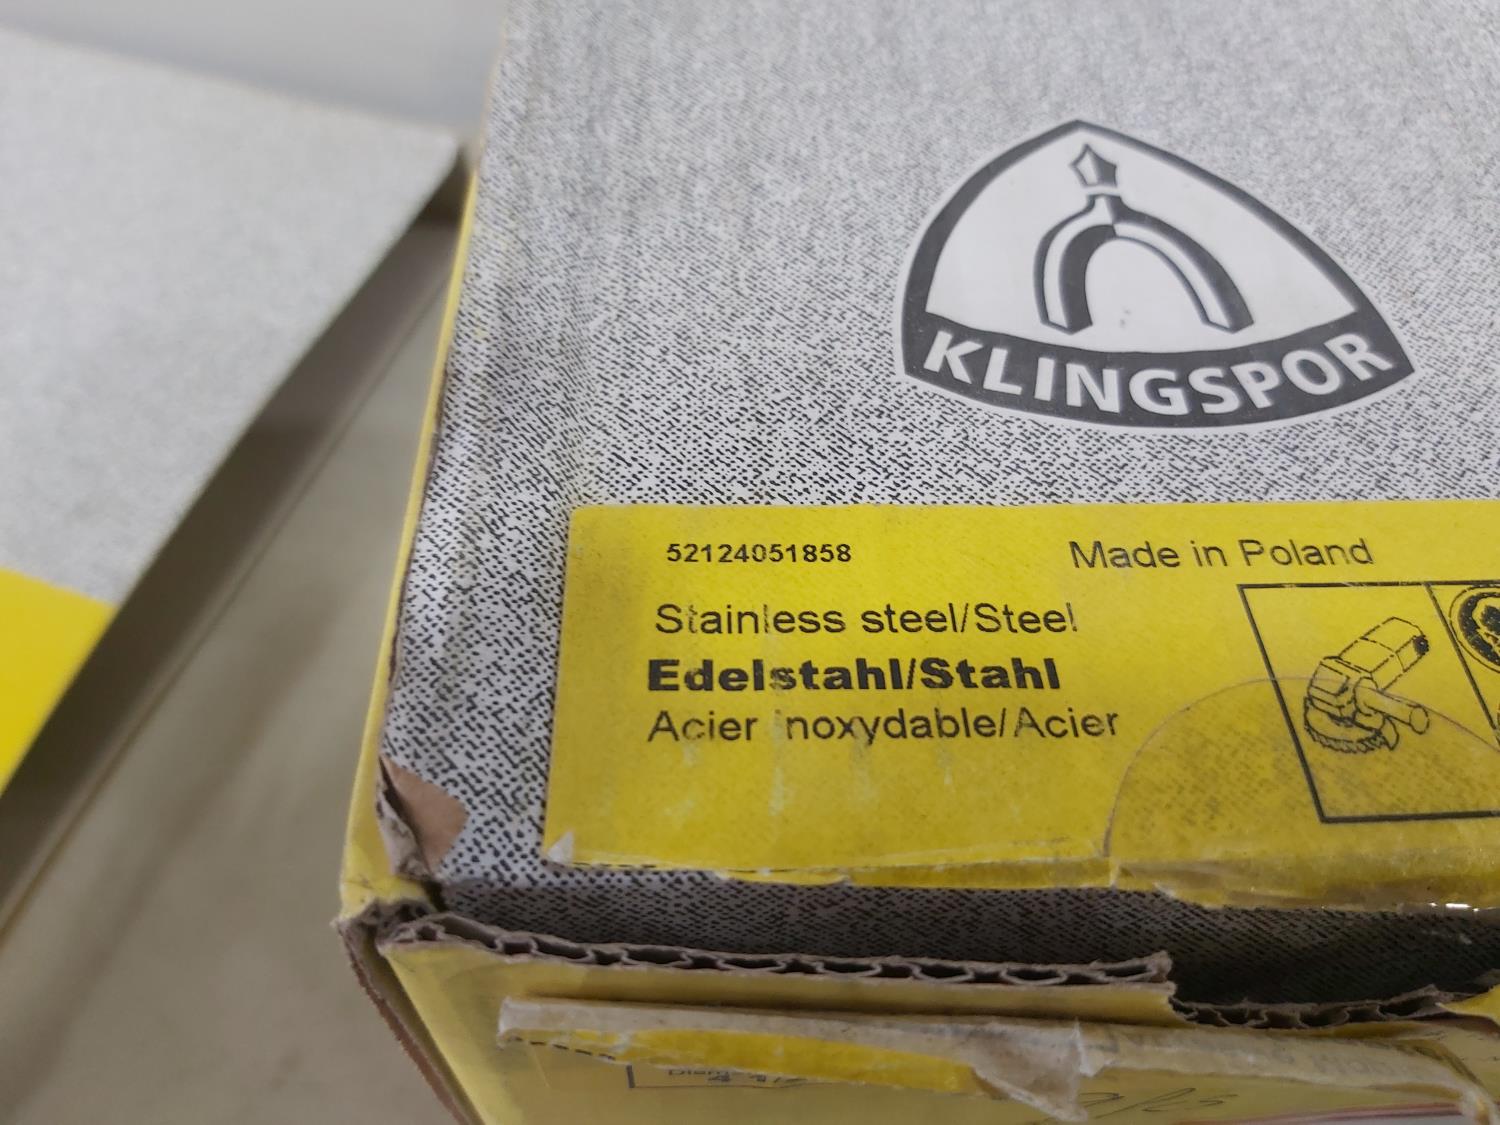 KLINGSPOR
52124051858
Made in Poland
Stainless steel/Steel
Edelstahl/Stahl
Acier inoxydable/Acier